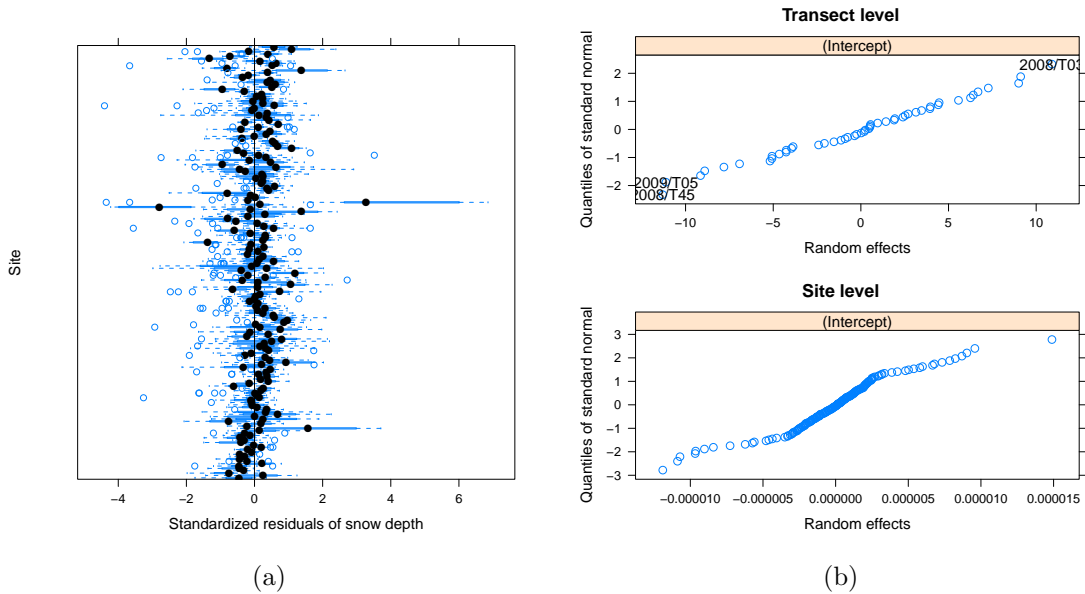 Site
−4 −2 0 2 4 6
Standardized residuals of snow depth
(a)
Transect level
(Intercept)
Quantiles of standard normal
2
1
0
−1
−2
2008/T03
2009/T05
2008/T45
−10 −5 0 5 10
Random effects
Site level
(Intercept)
Quantiles of standard normal
3
2
1
0
−1
−2
−3
−0.000010 −0.000005 0.000000 0.000005 0.000010 0.000015
Random effects
(b)